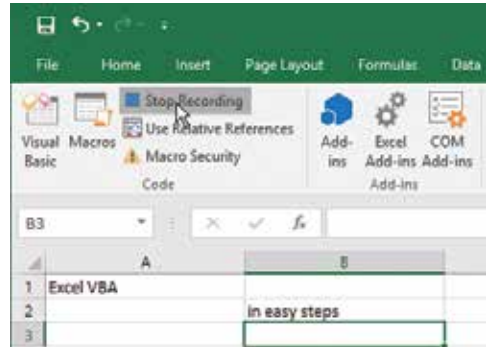 File Home Insert Page Layout Formulas Data
Visual Basic
Macros
Stop Recording
Use Relative References
Macro Security
Code
Add-ins
Excel Add-ins
COM Add-ins
Add-ins
B3 fx
A B
1 Excel VBA
2 in easy steps
3